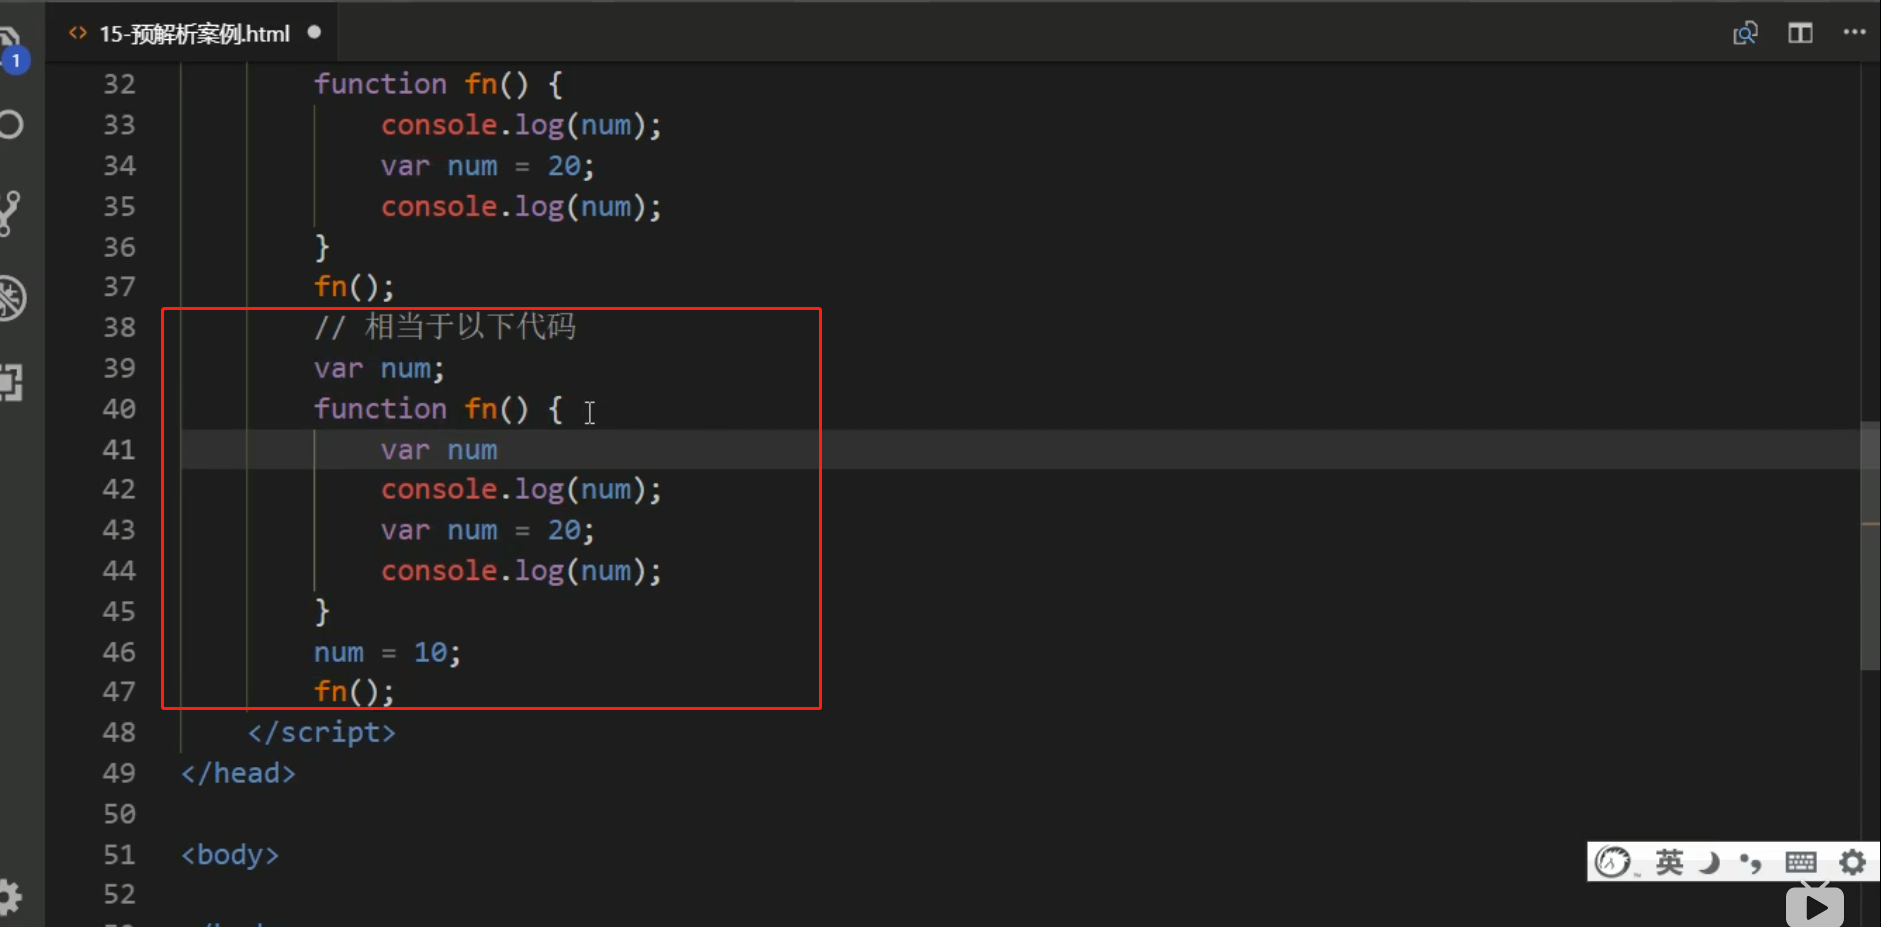 15-预解析案例.html
1
32 function fn() {
33 console.log(num);
34 var num = 20;
35 console.log(num);
36 }
37 fn();
38 // 相当于以下代码
39 var num;
40 function fn() {
41 var num
42 console.log(num);
43 var num = 20;
44 console.log(num);
45 }
46 num = 10;
47 fn();
48 </script>
49 </head>
50
51 <body>
52
英